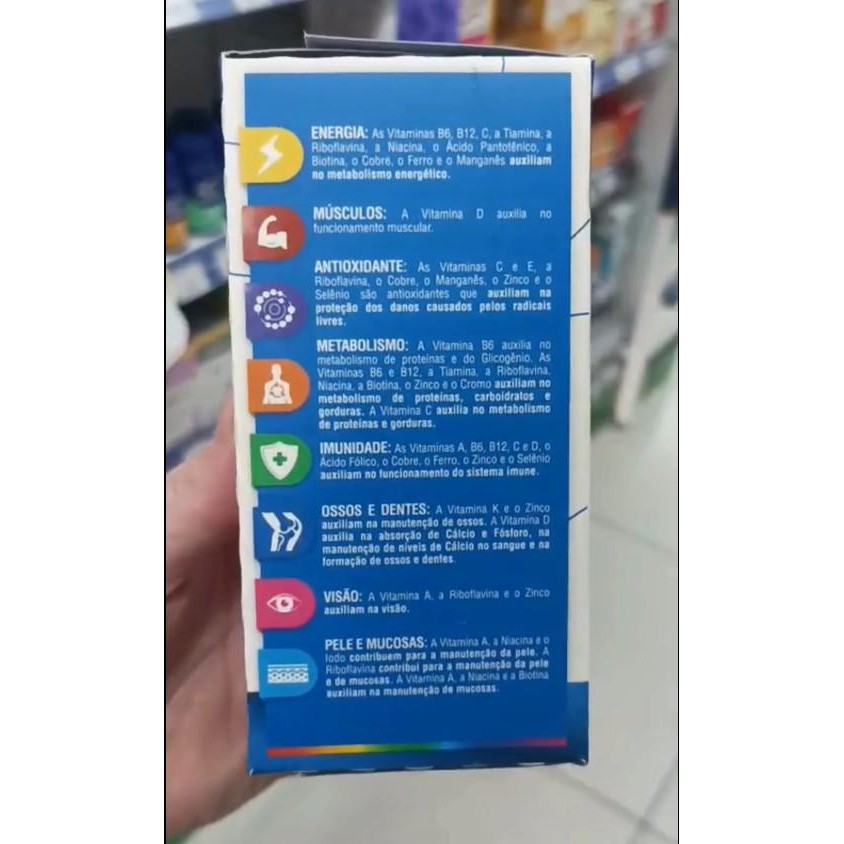 ENERGIA: As Vitaminas B6, B12, C, a Tiamina, a
Riboflavina, a Niacina, o Ácido Pantotênico, a
Biotina, o Cobre, o Ferro e o Manganês auxiliam
no metabolismo energético.
MÚSCULOS: A Vitamina D auxilia no
funcionamento muscular.
ANTIOXIDANTE: As Vitaminas C e E, a
Riboflavina, o Cobre, o Manganês, o Zinco e o
Selênio são antioxidantes que auxiliam na
proteção dos danos causados pelos radicais
livres.
METABOLISMO: A Vitamina B6 auxilia no
metabolismo de proteínas e do Glicogênio. As
Vitaminas B6 e B12, a Tiamina, a Riboflavina,
Niacina, a Biotina, o Zinco e o Cromo auxiliam no
metabolismo de proteínas, carboidratos e
gorduras. A Vitamina C auxilia no metabolismo
de proteínas e gorduras.
IMUNIDADE: As Vitaminas A, B6, B12, C e D, o
Ácido Fólico, o Cobre, o Ferro, o Zinco e o Selênio
auxiliam no funcionamento do sistema imune.
OSSOS E DENTES: A Vitamina K e o Zinco
auxiliam na manutenção de ossos. A Vitamina D
auxilia na absorção de Cálcio e Fósforo, na
manutenção de níveis de Cálcio no sangue e na
formação de ossos e dentes.
VISÃO: A Vitamina A, a Riboflavina e o Zinco
auxiliam na visão.
PELE E MUCOSAS: A Vitamina A, a Niacina e o
Iodo contribuem para a manutenção da pele. A
Riboflavina contribui para a manutenção da pele
e de mucosas. A Vitamina A, a Niacina e a Biotina
auxiliam na manutenção de mucosas.